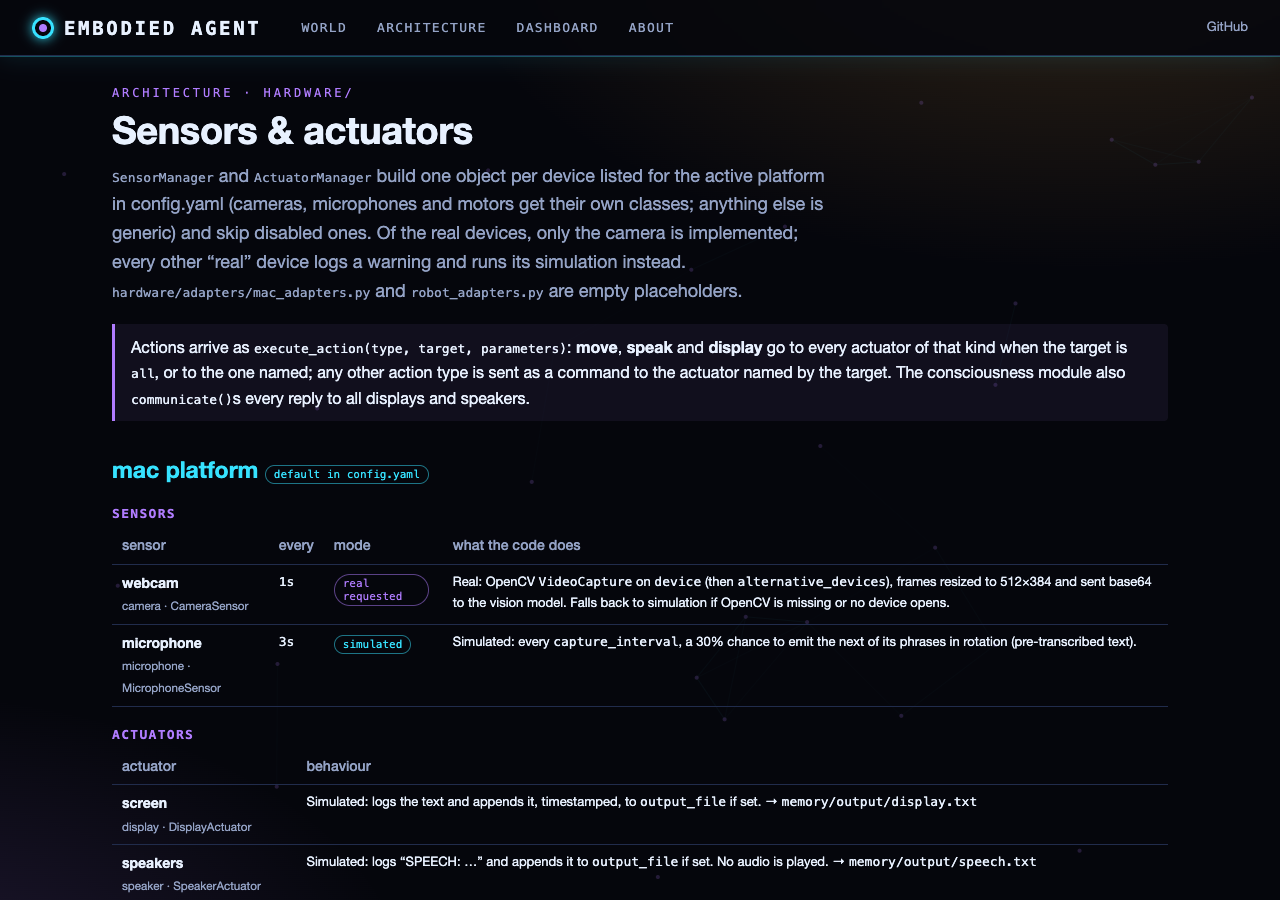 EMBODIED AGENT WORLD ARCHITECTURE DASHBOARD ABOUT GitHub
ARCHITECTURE · HARDWARE/
Sensors & actuators
SensorManager and ActuatorManager build one object per device listed for the active platform
in config.yaml (cameras, microphones and motors get their own classes; anything else is
generic) and skip disabled ones. Of the real devices, only the camera is implemented;
every other “real” device logs a warning and runs its simulation instead.
hardware/adapters/mac_adapters.py and robot_adapters.py are empty placeholders.
Actions arrive as execute_action(type, target, parameters): move, speak and display go to every actuator of that kind when the target is
all, or to the one named; any other action type is sent as a command to the actuator named by the target. The consciousness module also
communicate()s every reply to all displays and speakers.
mac platform default in config.yaml
SENSORS
sensor every mode what the code does
webcam 1s real requested Real: OpenCV VideoCapture on device (then alternative_devices), frames resized to 512×384 and sent base64
camera · CameraSensor to the vision model. Falls back to simulation if OpenCV is missing or no device opens.
microphone 3s simulated Simulated: every capture_interval, a 30% chance to emit the next of its phrases in rotation (pre-transcribed text).
microphone ·
MicrophoneSensor
ACTUATORS
actuator behaviour
screen Simulated: logs the text and appends it, timestamped, to output_file if set. → memory/output/display.txt
display · DisplayActuator
speakers Simulated: logs “SPEECH: …” and appends it to output_file if set. No audio is played. → memory/output/speech.txt
speaker · SpeakerActuator